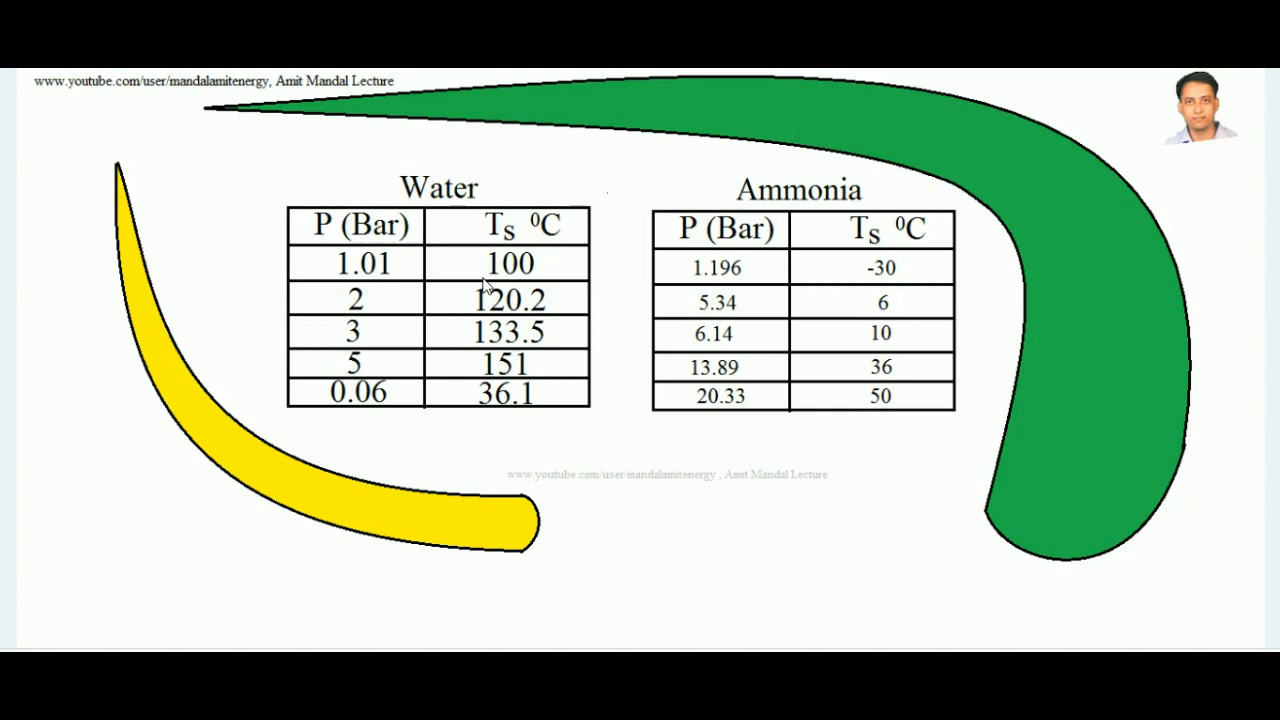 www.youtube.com/user/mandalamitenergy, Amit Mandal Lecture
Water
P (Bar) Ts ⁰C
1.01 100
2 120.2
3 133.5
5 151
0.06 36.1
Ammonia
P (Bar) Ts ⁰C
1.196 -30
5.34 6
6.14 10
13.89 36
20.33 50
www.youtube.com/user/mandalamitenergy , Amit Mandal Lecture